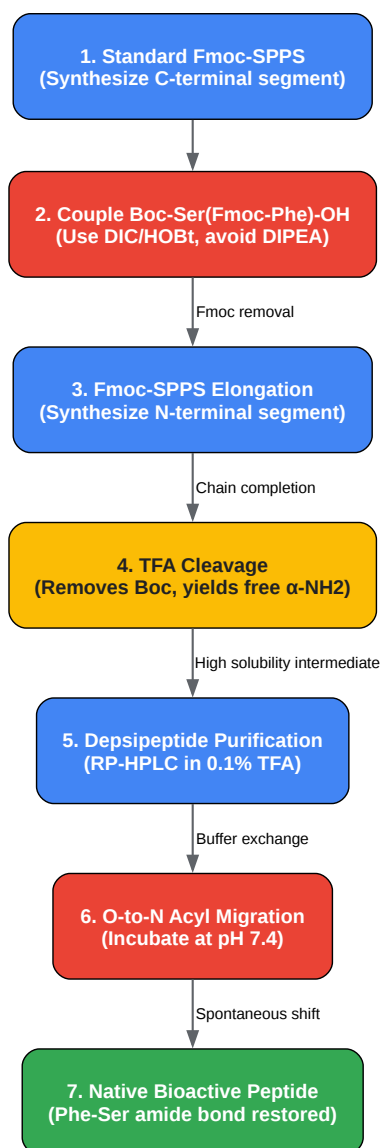 1. Standard Fmoc-SPPS
(Synthesize C-terminal segment)
2. Couple Boc-Ser(Fmoc-Phe)-OH
(Use DIC/HOBt, avoid DIPEA)
Fmoc removal
3. Fmoc-SPPS Elongation
(Synthesize N-terminal segment)
Chain completion
4. TFA Cleavage
(Removes Boc, yields free α-NH2)
High solubility intermediate
5. Depsipeptide Purification
(RP-HPLC in 0.1% TFA)
Buffer exchange
6. O-to-N Acyl Migration
(Incubate at pH 7.4)
Spontaneous shift
7. Native Bioactive Peptide
(Phe-Ser amide bond restored)